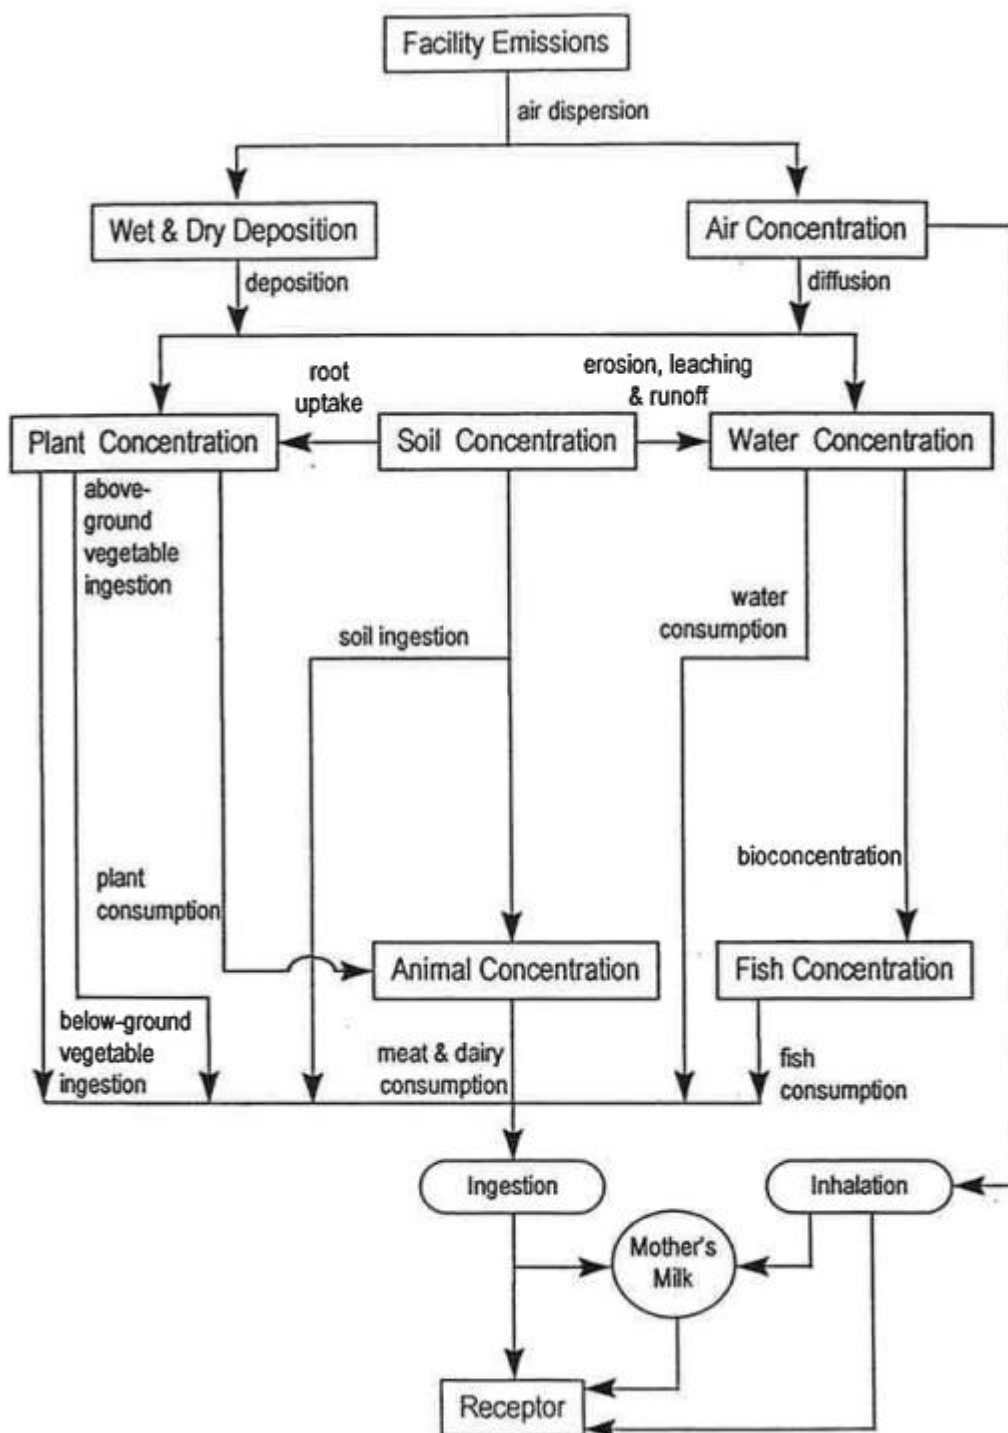 Facility Emissions
air dispersion
Wet & Dry Deposition
Air Concentration
deposition
diffusion
root
uptake
erosion, leaching
& runoff
Plant Concentration
Soil Concentration
Water Concentration
above-
ground
vegetable
ingestion
soil ingestion
water
consumption
plant
consumption
bioconcentration
Animal Concentration
Fish Concentration
below-ground
vegetable
ingestion
meat & dairy
consumption
fish
consumption
Ingestion
Inhalation
Mother's
Milk
Receptor